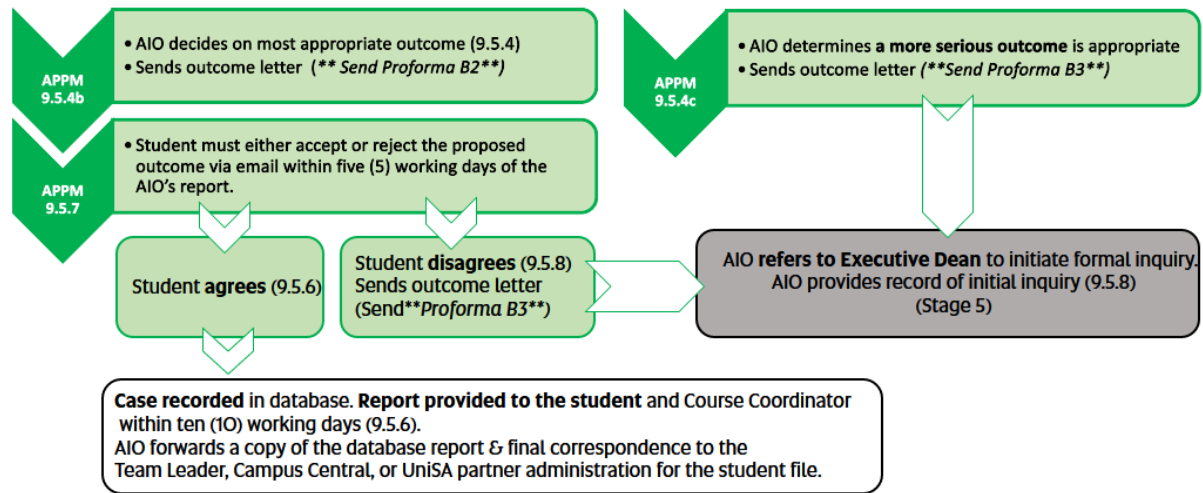 APPM
9.5.4b
• AIO decides on most appropriate outcome (9.5.4)
• Sends outcome letter (** Send Proforma B2**)
APPM
9.5.4c
• AIO determines a more serious outcome is appropriate
• Sends outcome letter (**Send Proforma B3**)
APPM
9.5.7
• Student must either accept or reject the proposed
outcome via email within five (5) working days of the
AIO's report.
Student agrees (9.5.6)
Student disagrees (9.5.8)
Sends outcome letter
(Send**Proforma B3**)
AIO refers to Executive Dean to initiate formal inquiry.
AIO provides record of initial inquiry (9.5.8)
(Stage 5)
Case recorded in database. Report provided to the student and Course Coordinator
within ten (10) working days (9.5.6).
AIO forwards a copy of the database report & final correspondence to the
Team Leader, Campus Central, or UniSA partner administration for the student file.